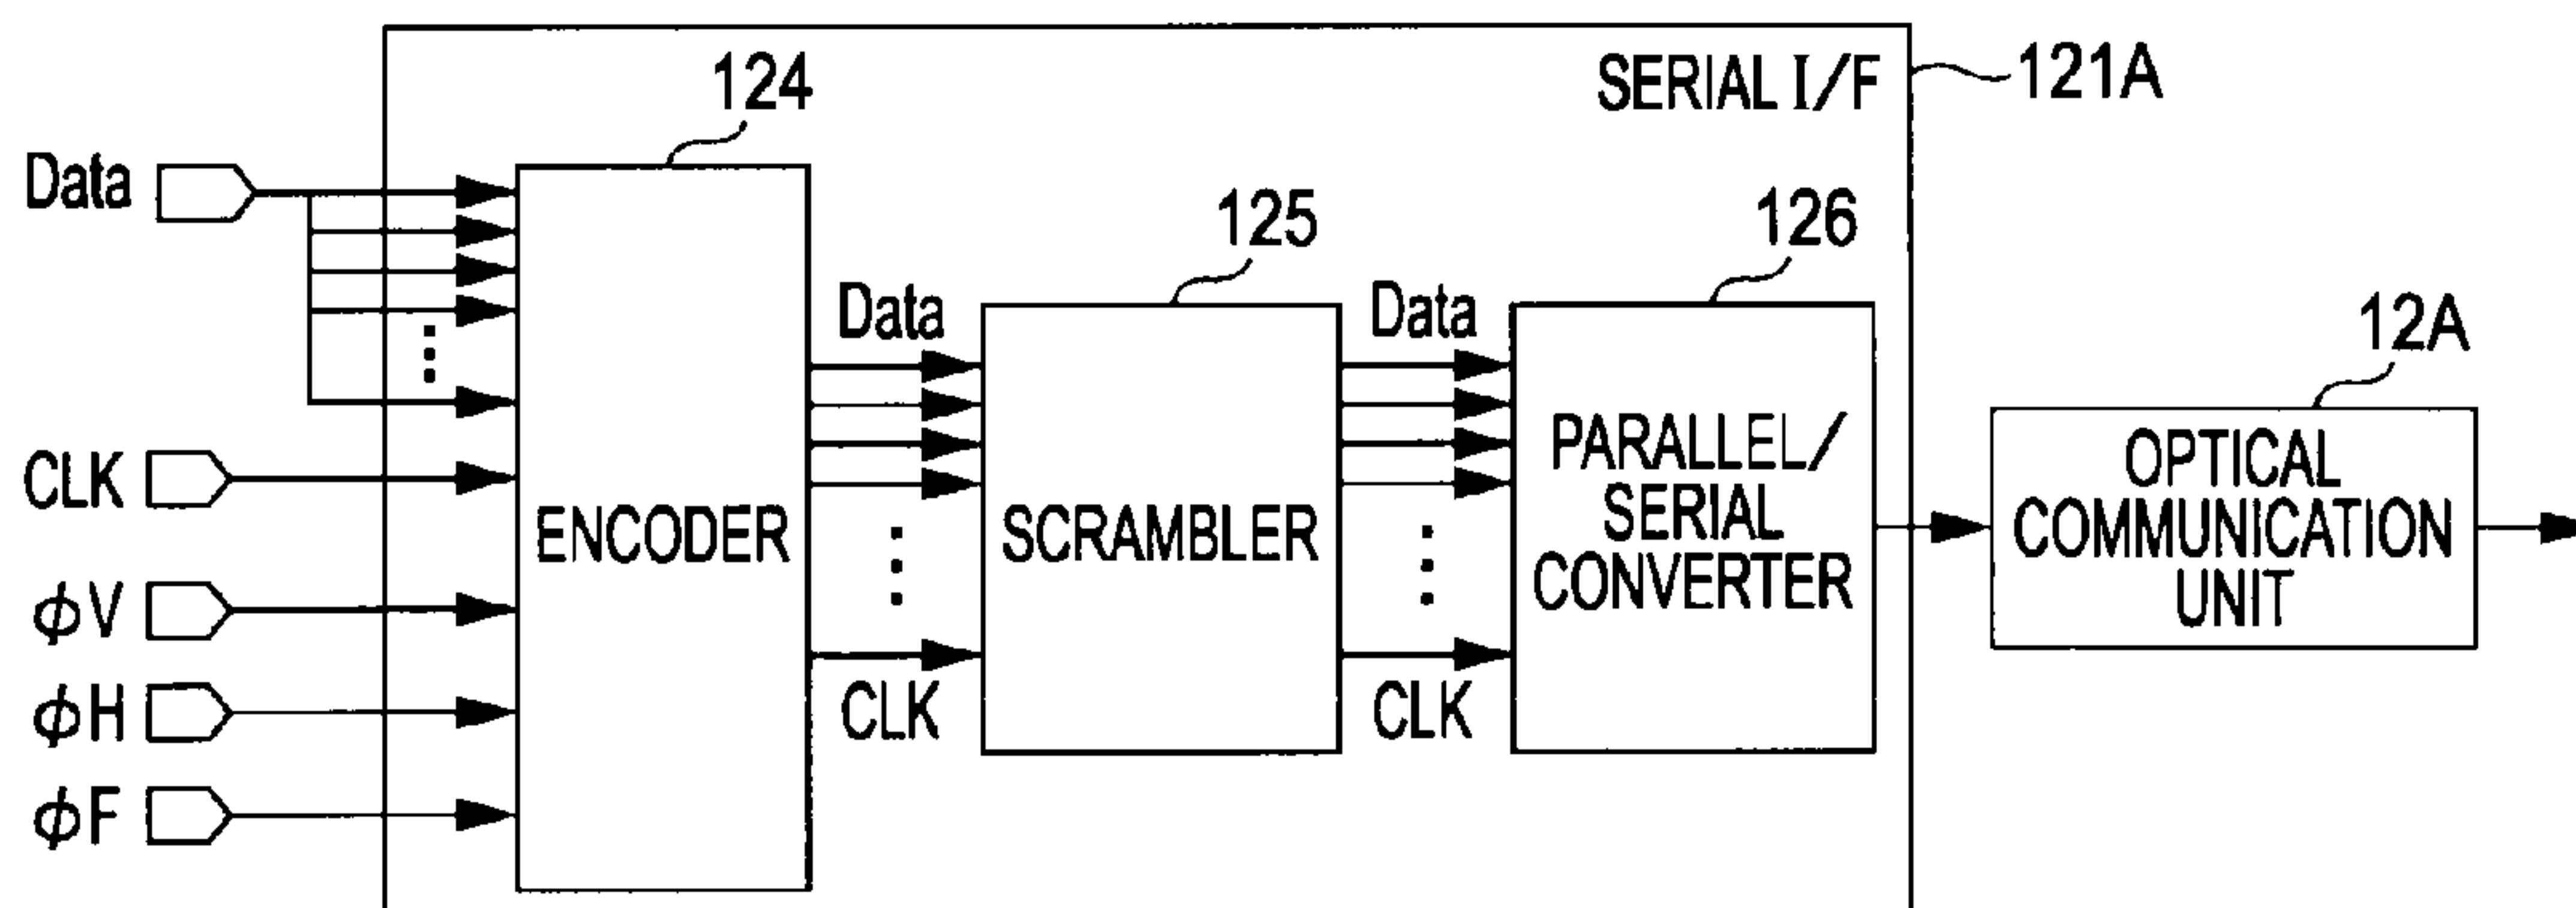 SERIAL I/F
121A
124
Data
125
126
Data
Data
12A
CLK
ENCODER
SCRAMBLER
PARALLEL/
SERIAL
CONVERTER
OPTICAL
COMMUNICATION
UNIT
ϕV
ϕH
CLK
CLK
ϕF